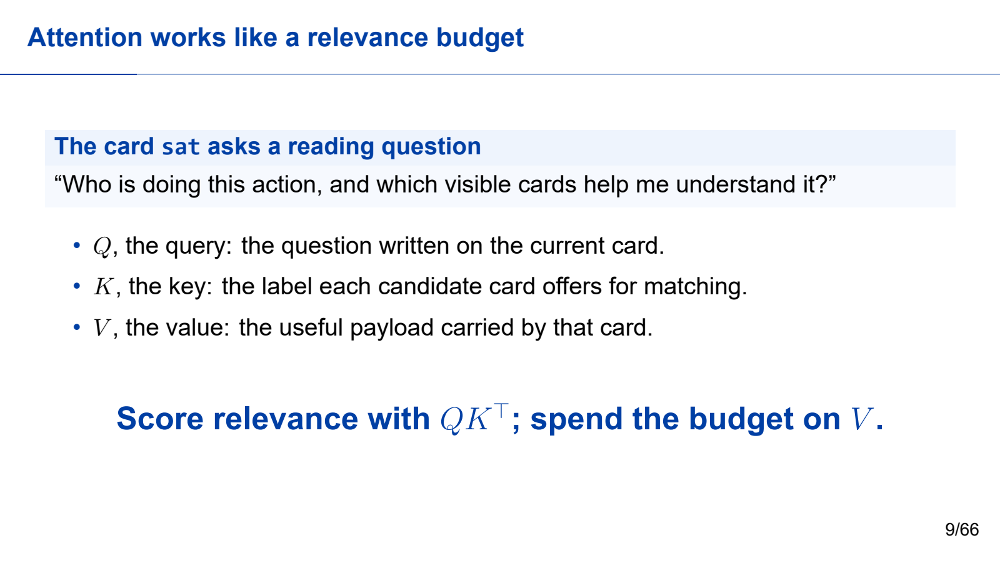 Attention works like a relevance budget
The card sat asks a reading question
“Who is doing this action, and which visible cards help me understand it?”
• Q, the query: the question written on the current card.
• K, the key: the label each candidate card offers for matching.
• V, the value: the useful payload carried by that card.
Score relevance with QK⊤; spend the budget on V.
9/66